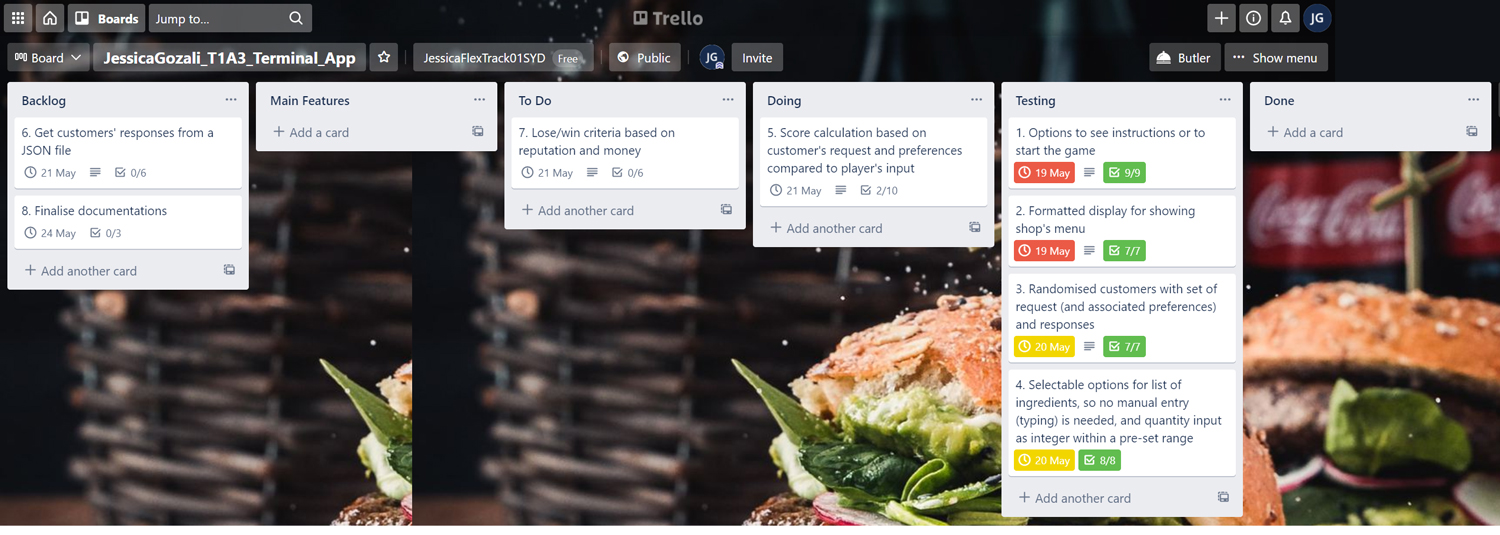 Boards
Jump to...
Trello
JG
Board
JessicaGozali_T1A3_Terminal_App
JessicaFlexTrack01SYD Free
Public
JG
Invite
Butler
Show menu
Backlog
6. Get customers' responses from a
JSON file
21 May 0/6
8. Finalise documentations
24 May 0/3
+ Add another card
Main Features
+ Add a card
To Do
7. Lose/win criteria based on
reputation and money
21 May 0/6
+ Add another card
Doing
5. Score calculation based on
customer's request and preferences
compared to player's input
21 May 2/10
+ Add another card
Testing
1. Options to see instructions or to
start the game
19 May 9/9
2. Formatted display for showing
shop's menu
19 May 7/7
3. Randomised customers with set of
request (and associated preferences)
and responses
20 May 7/7
4. Selectable options for list of
ingredients, so no manual entry
(typing) is needed, and quantity input
as integer within a pre-set range
20 May 8/8
+ Add another card
Done
+ Add a card
Coca-Cola